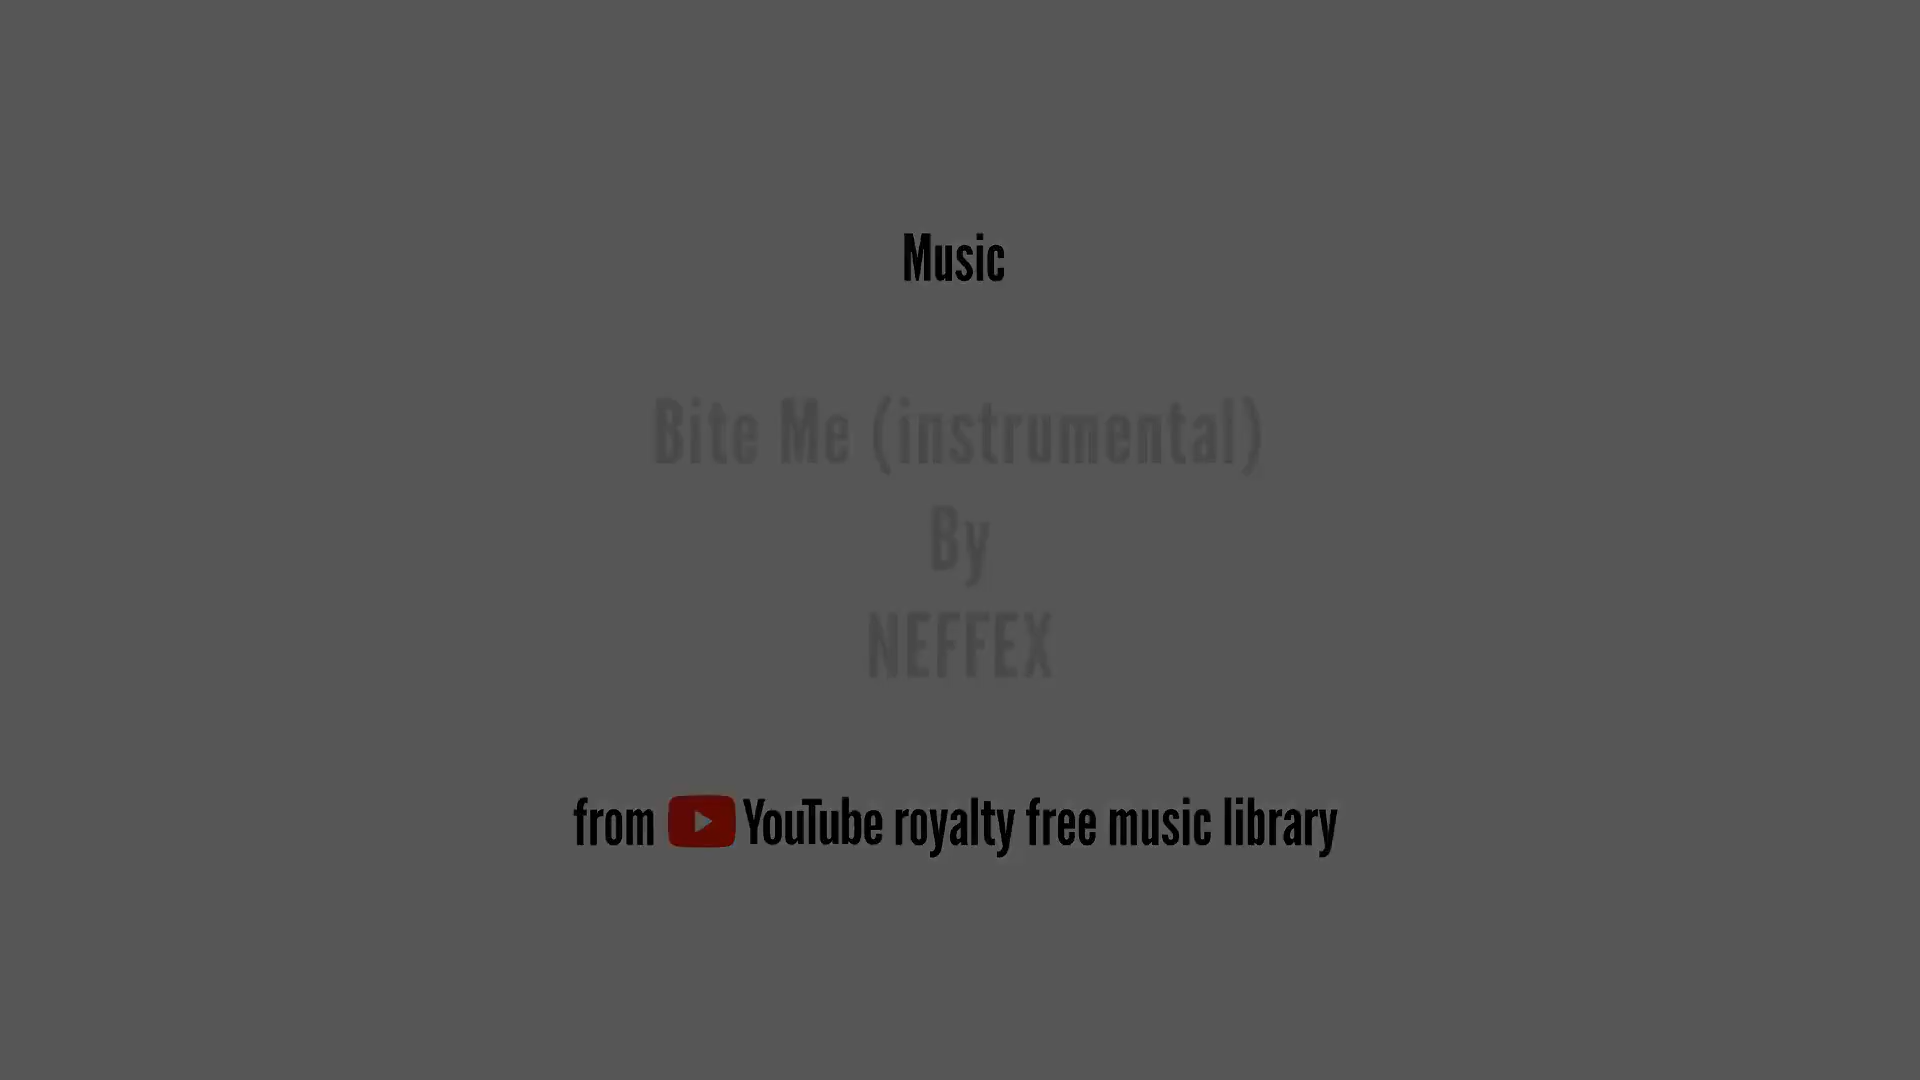 Music
Bite Me (instrumental)
By
NEFFEX
from YouTube royalty free music library